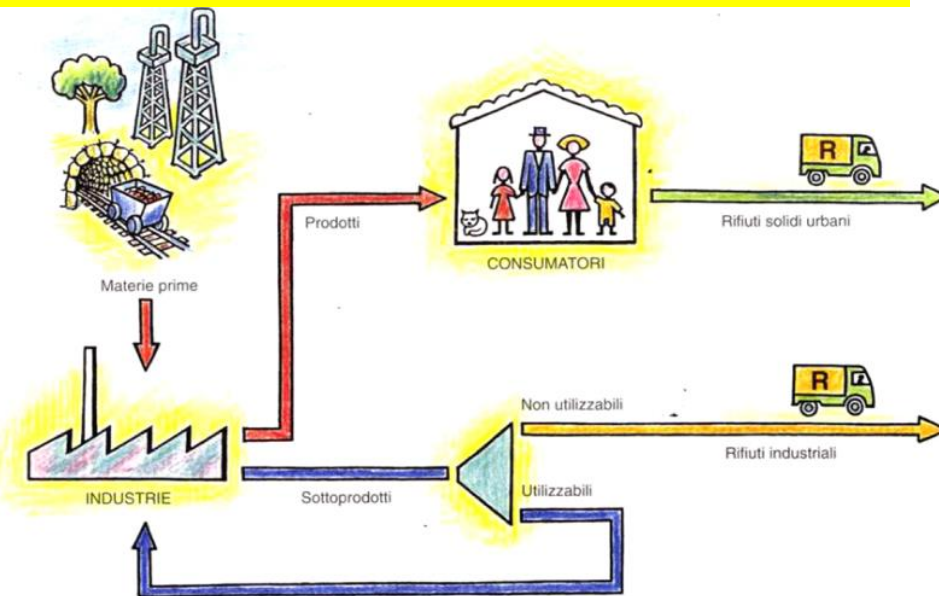 R
Prodotti
Rifiuti solidi urbani
CONSUMATORI
Materie prime
R
Non utilizzabili
Rifiuti industriali
INDUSTRIE
Sottoprodotti
Utilizzabili